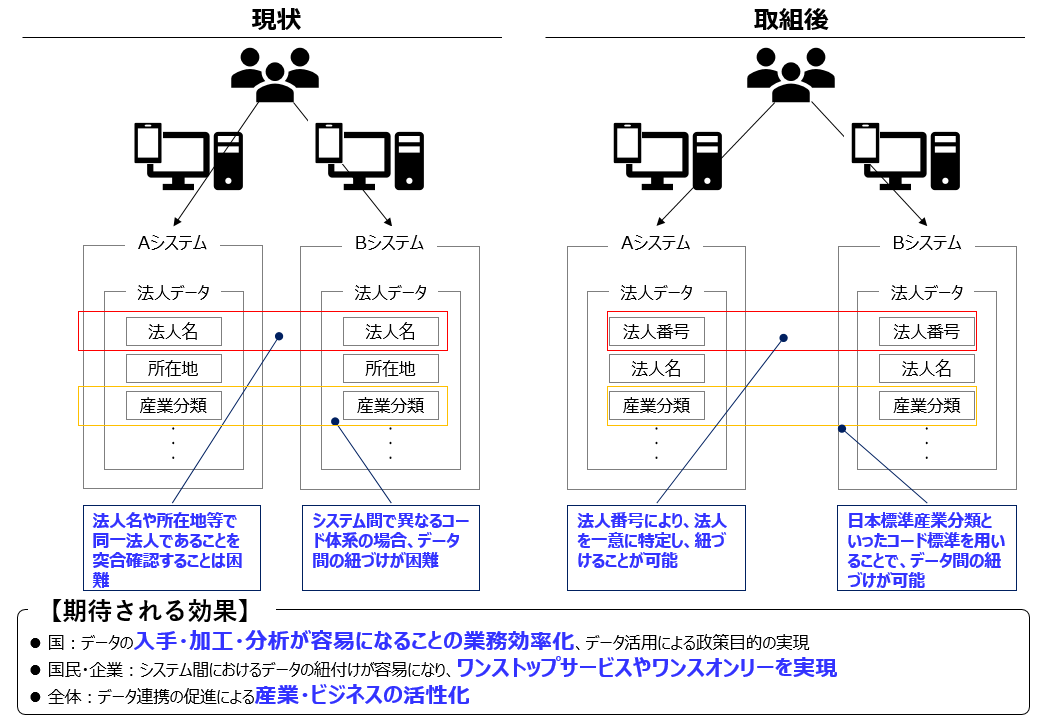 現状
Aシステム
法人データ
法人名
所在地
産業分類
・
・
・
Bシステム
法人データ
法人名
所在地
産業分類
・
・
・
法人名や所在地等で
同一法人であることを
突合確認することは困
難
システム間で異なるコー
ド体系の場合、データ
間の紐づけが困難
取組後
Aシステム
法人データ
法人番号
法人名
産業分類
・
・
・
Bシステム
法人データ
法人番号
法人名
産業分類
・
・
・
法人番号により、法人
を一意に特定し、紐づ
けることが可能
日本標準産業分類と
いったコード標準を用い
ることで、データ間の紐
づけが可能
【期待される効果】
● 国：データの入手・加工・分析が容易になることの業務効率化、データ活用による政策目的の実現
● 国民・企業：システム間におけるデータの紐付けが容易になり、ワンストップサービスやワンスオンリーを実現
● 全体：データ連携の促進による産業・ビジネスの活性化